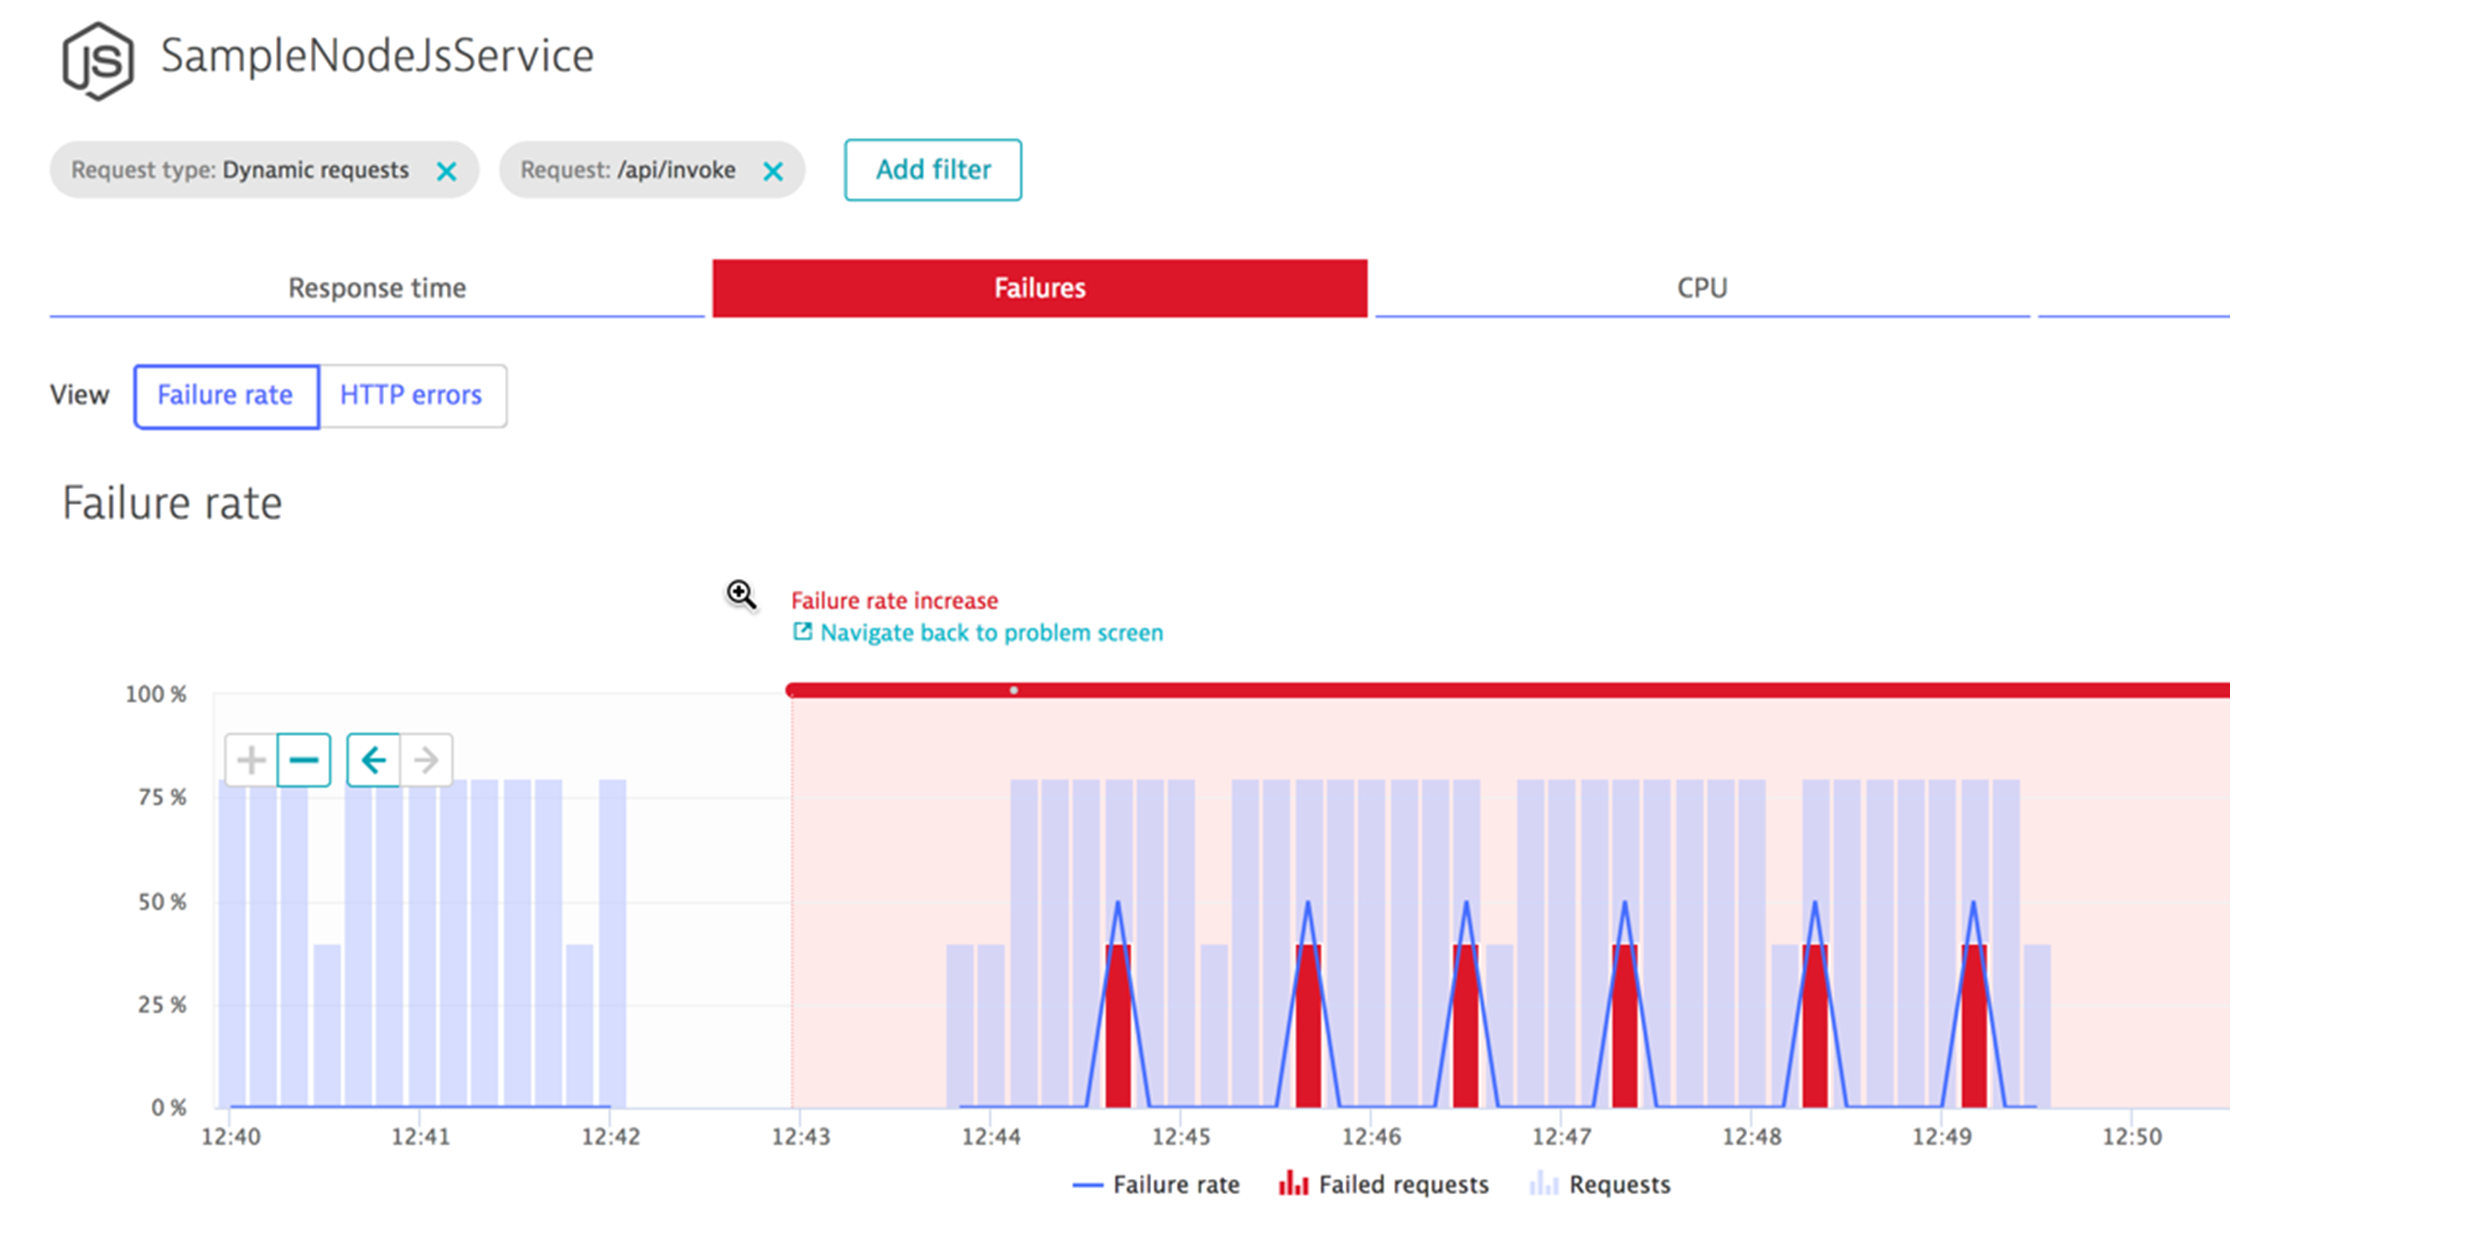 JS SampleNodeJsService
Request type: Dynamic requests Request: /api/invoke Add filter
Response time Failures CPU
View Failure rate HTTP errors
Failure rate
Failure rate increase
Navigate back to problem screen
100 %
75 %
50 %
25 %
0 %
12:40 12:41 12:42 12:43 12:44 12:45 12:46 12:47 12:48 12:49 12:50
Failure rate Failed requests Requests